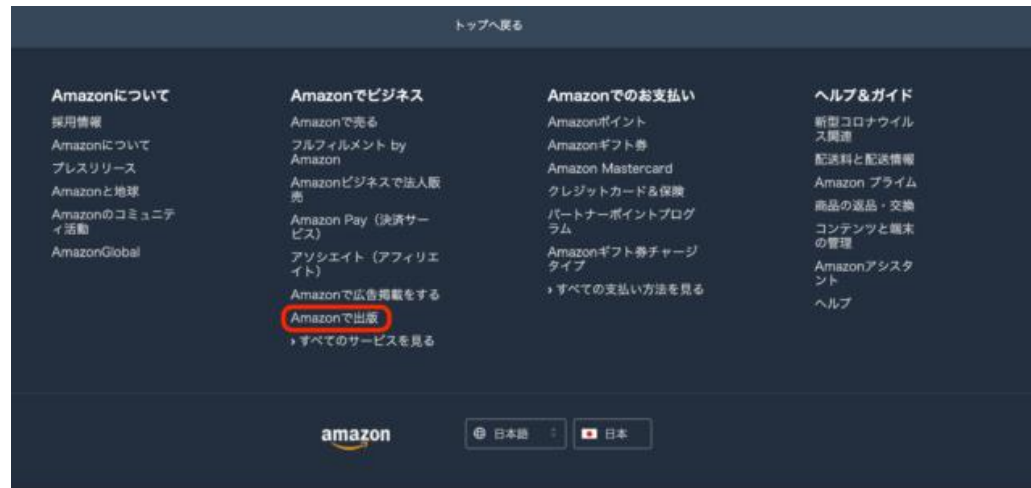 トップへ戻る
Amazonについて
採用情報
Amazonについて
プレスリリース
Amazonと地球
Amazonのコミュニテ
ィ活動
AmazonGlobal
Amazonでビジネス
Amazonで売る
フルフィルメント by
Amazon
Amazonビジネスで法人販
売
Amazon Pay（決済サー
ビス）
アソシエイト（アフィリエ
イト）
Amazonで広告掲載をする
Amazonで出版
›すべてのサービスを見る
Amazonでのお支払い
Amazonポイント
Amazonギフト券
Amazon Mastercard
クレジットカード＆保険
パートナーポイントプログ
ラム
Amazonギフト券チャージ
タイプ
›すべての支払い方法を見る
ヘルプ&ガイド
新型コロナウイル
ス関連
配送料と配送情報
Amazon プライム
商品の返品・交換
コンテンツと端末
の管理
Amazonアシスタ
ント
ヘルプ
amazon
日本語
日本